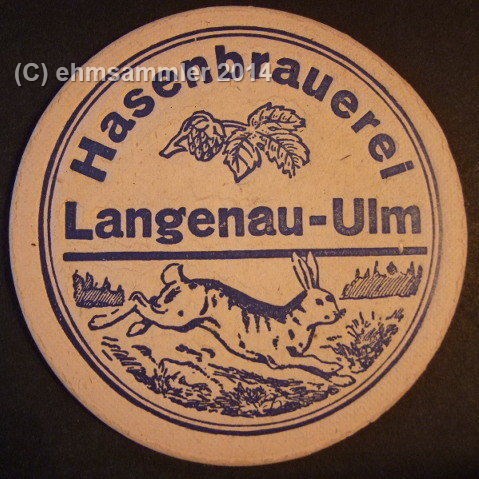 (C) ehmsammler 2014
Hasenbrauerei
Langenau-Ulm